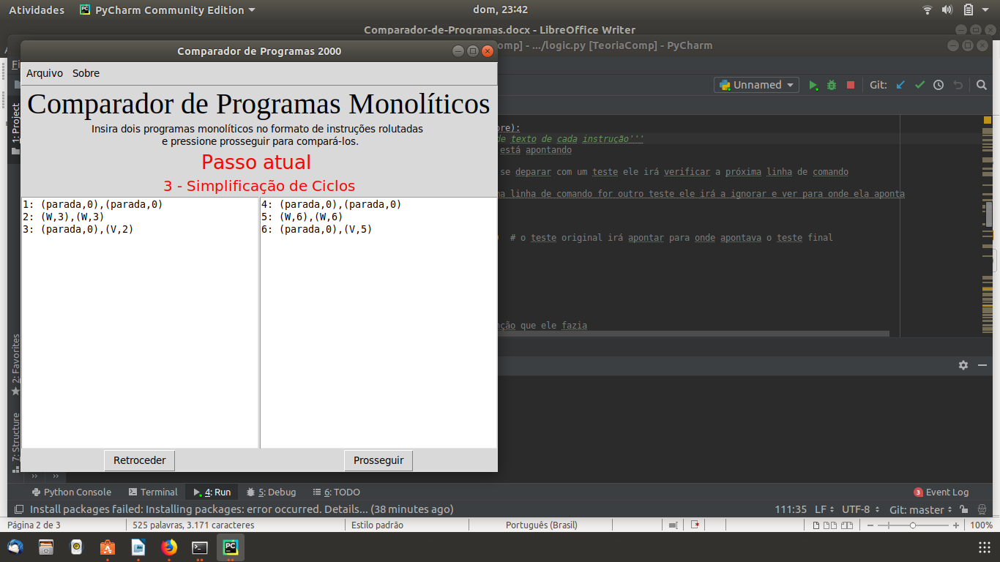 Atividades PyCharm Community Edition dom, 23:42
Comparador-de-Programas.docx - LibreOffice Writer
omp] - .../logic.py [TeoriaComp] - PyCharm
Comparador de Programas 2000
Arquivo Sobre
Comparador de Programas Monolíticos
Insira dois programas monolíticos no formato de instruções rolutadas
e pressione prosseguir para compará-los.
Passo atual
3 - Simplificação de Ciclos
1: (parada,0),(parada,0)
2: (W,3),(W,3)
3: (parada,0),(V,2)
4: (parada,0),(parada,0)
5: (W,6),(W,6)
6: (parada,0),(V,5)
Retroceder Prosseguir
Unnamed Git:
ore):
de texto de cada instrução'''
está apontando
se deparar com um teste ele irá verificar a próxima linha de comando
ma linha de comando for outro teste ele irá a ignorar e ver para onde ela aponta
) # o teste original irá apontar para onde apontava o teste final
nção que ele fazia
1: Project
2: Favorites
7: Structure
Python Console Terminal 4: Run 5: Debug 6: TODO 3 Event Log
Install packages failed: Installing packages: error occurred. Details... (38 minutes ago) 111:35 LF UTF-8 Git: master
Página 2 de 3 525 palavras, 3.171 caracteres Estilo padrão Português (Brasil) 100%